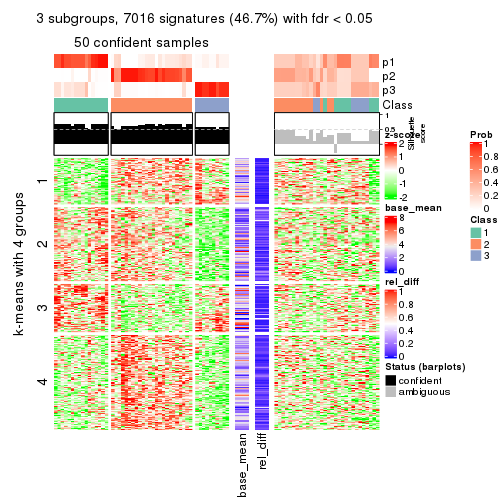 3 subgroups, 7016 signatures (46.7%) with fdr < 0.05
50 confident samples
p1
p2
p3
Class
1
0.5
0
Silhouette
score
k-means with 4 groups
1
2
3
4
base_mean
rel_diff
z-score
2
1
0
-1
-2
base_mean
8
6
4
2
0
rel_diff
1
0.8
0.6
0.4
0.2
0
Status (barplots)
confident
ambiguous
Prob
1
0.8
0.6
0.4
0.2
0
Class
1
2
3